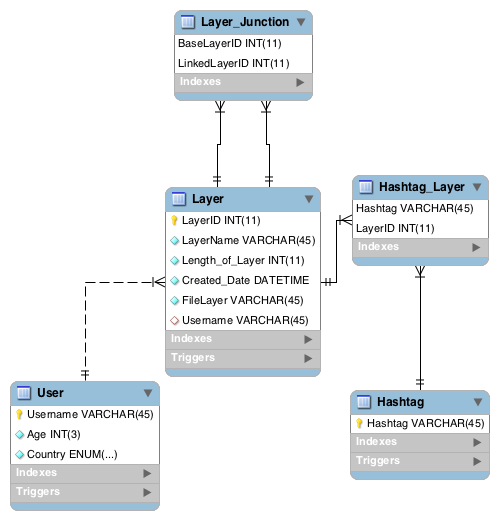 Layer_Junction
BaseLayerID INT(11)
LinkedLayerID INT(11)
Indexes
Layer
LayerID INT(11)
LayerName VARCHAR(45)
Length_of_Layer INT(11)
Created_Date DATETIME
FileLayer VARCHAR(45)
Username VARCHAR(45)
Indexes
Triggers
Hashtag_Layer
Hashtag VARCHAR(45)
LayerID INT(11)
Indexes
User
Username VARCHAR(45)
Age INT(3)
Country ENUM(...)
Indexes
Triggers
Hashtag
Hashtag VARCHAR(45)
Indexes
Triggers